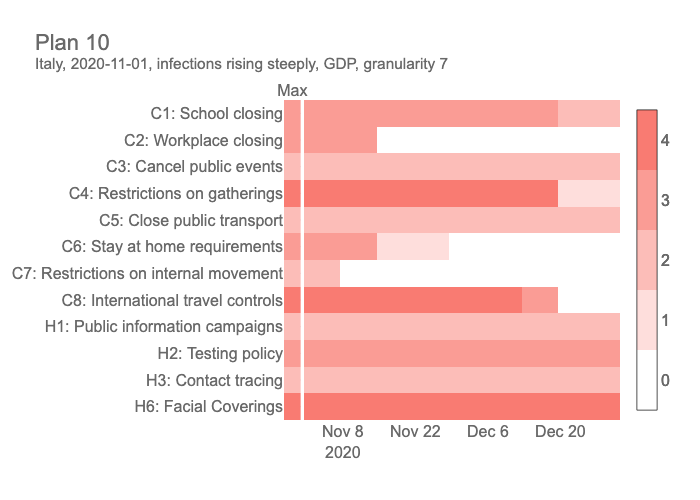 Plan 10
Italy, 2020-11-01, infections rising steeply, GDP, granularity 7
Max
C1: School closing
C2: Workplace closing
C3: Cancel public events
C4: Restrictions on gatherings
C5: Close public transport
C6: Stay at home requirements
C7: Restrictions on internal movement
C8: International travel controls
H1: Public information campaigns
H2: Testing policy
H3: Contact tracing
H6: Facial Coverings
Nov 8 Nov 22 Dec 6 Dec 20
2020
4
3
2
1
0